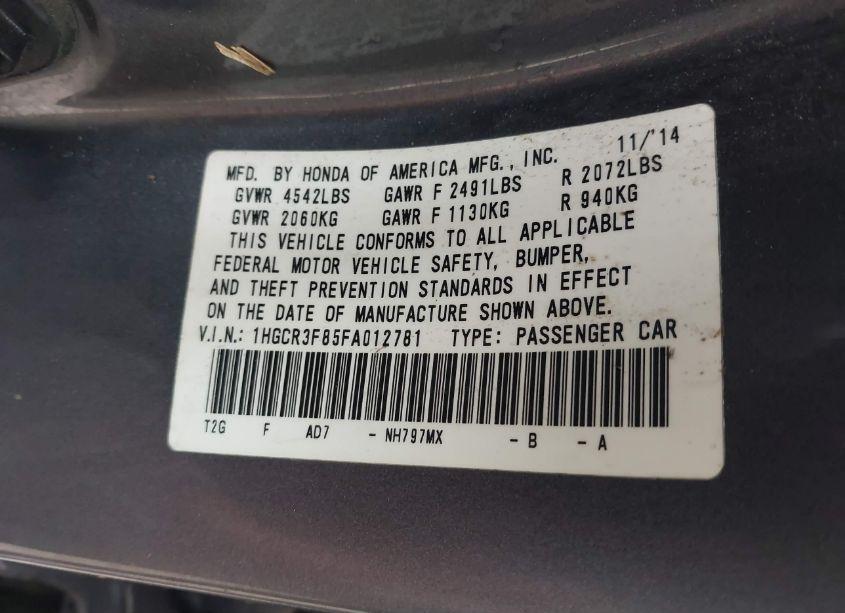 MFD. BY HONDA OF AMERICA MFG., INC. 11/'14
GVWR 4542LBS GAWR F 2491LBS R 2072LBS
GVWR 2060KG GAWR F 1130KG R 940KG
THIS VEHICLE CONFORMS TO ALL APPLICABLE
FEDERAL MOTOR VEHICLE SAFETY, BUMPER,
AND THEFT PREVENTION STANDARDS IN EFFECT
ON THE DATE OF MANUFACTURE SHOWN ABOVE.
V.I.N.: 1HGCR3F85FA012781 TYPE: PASSENGER CAR
T2G F AD7 - NH797MX - B - A